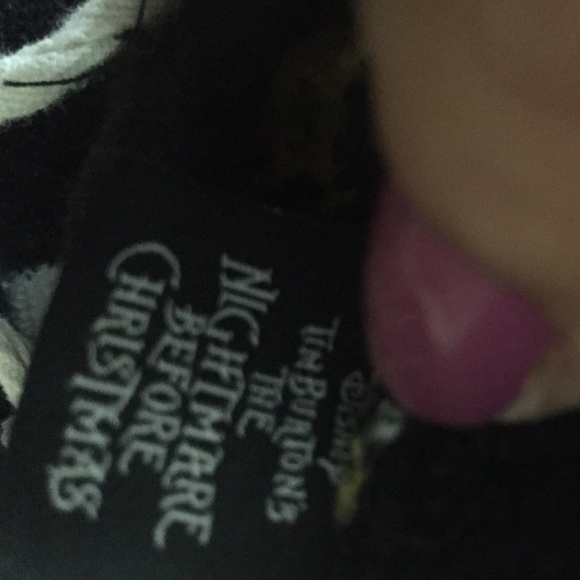 Disney
TIM BURTON'S
THE
NIGHTMARE
BEFORE
CHRISTMAS